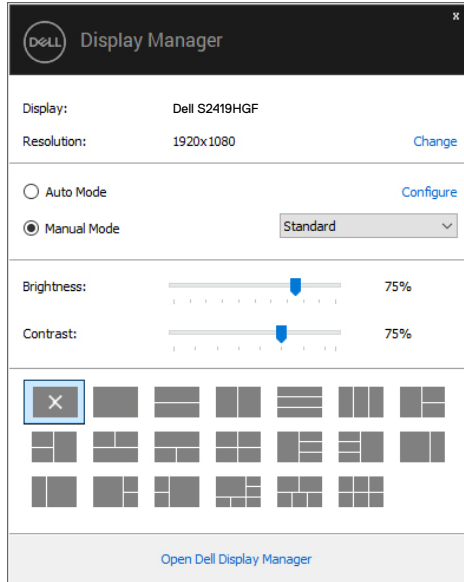 x
DELL Display Manager
Display: Dell S2419HGF
Resolution: 1920x1080 Change
Auto Mode Configure
Manual Mode Standard
Brightness: 75%
Contrast: 75%
Open Dell Display Manager